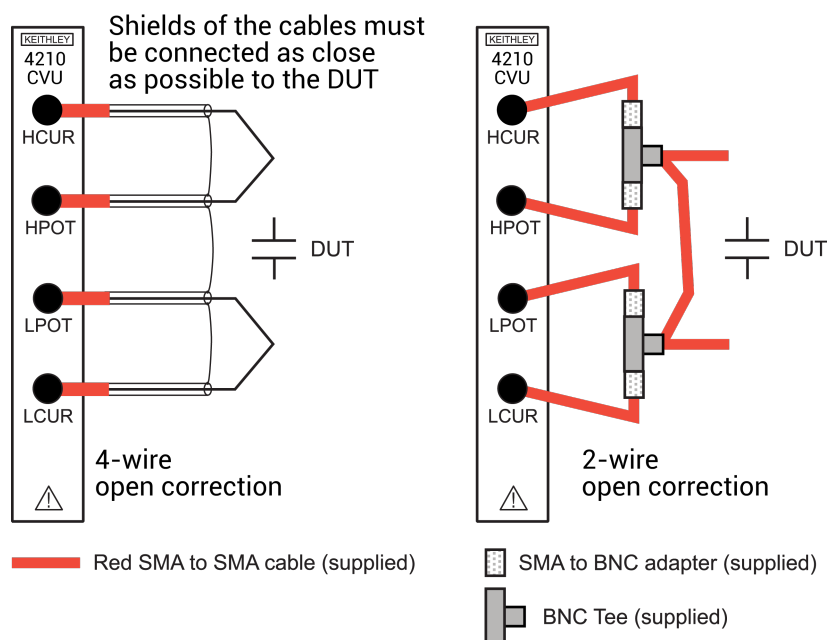 Shields of the cables must
be connected as close
as possible to the DUT
KEITHLEY
4210
CVU
HCUR
HPOT
LPOT
LCUR
DUT
4-wire
open correction
KEITHLEY
4210
CVU
HCUR
HPOT
LPOT
LCUR
DUT
2-wire
open correction
Red SMA to SMA cable (supplied)
SMA to BNC adapter (supplied)
BNC Tee (supplied)